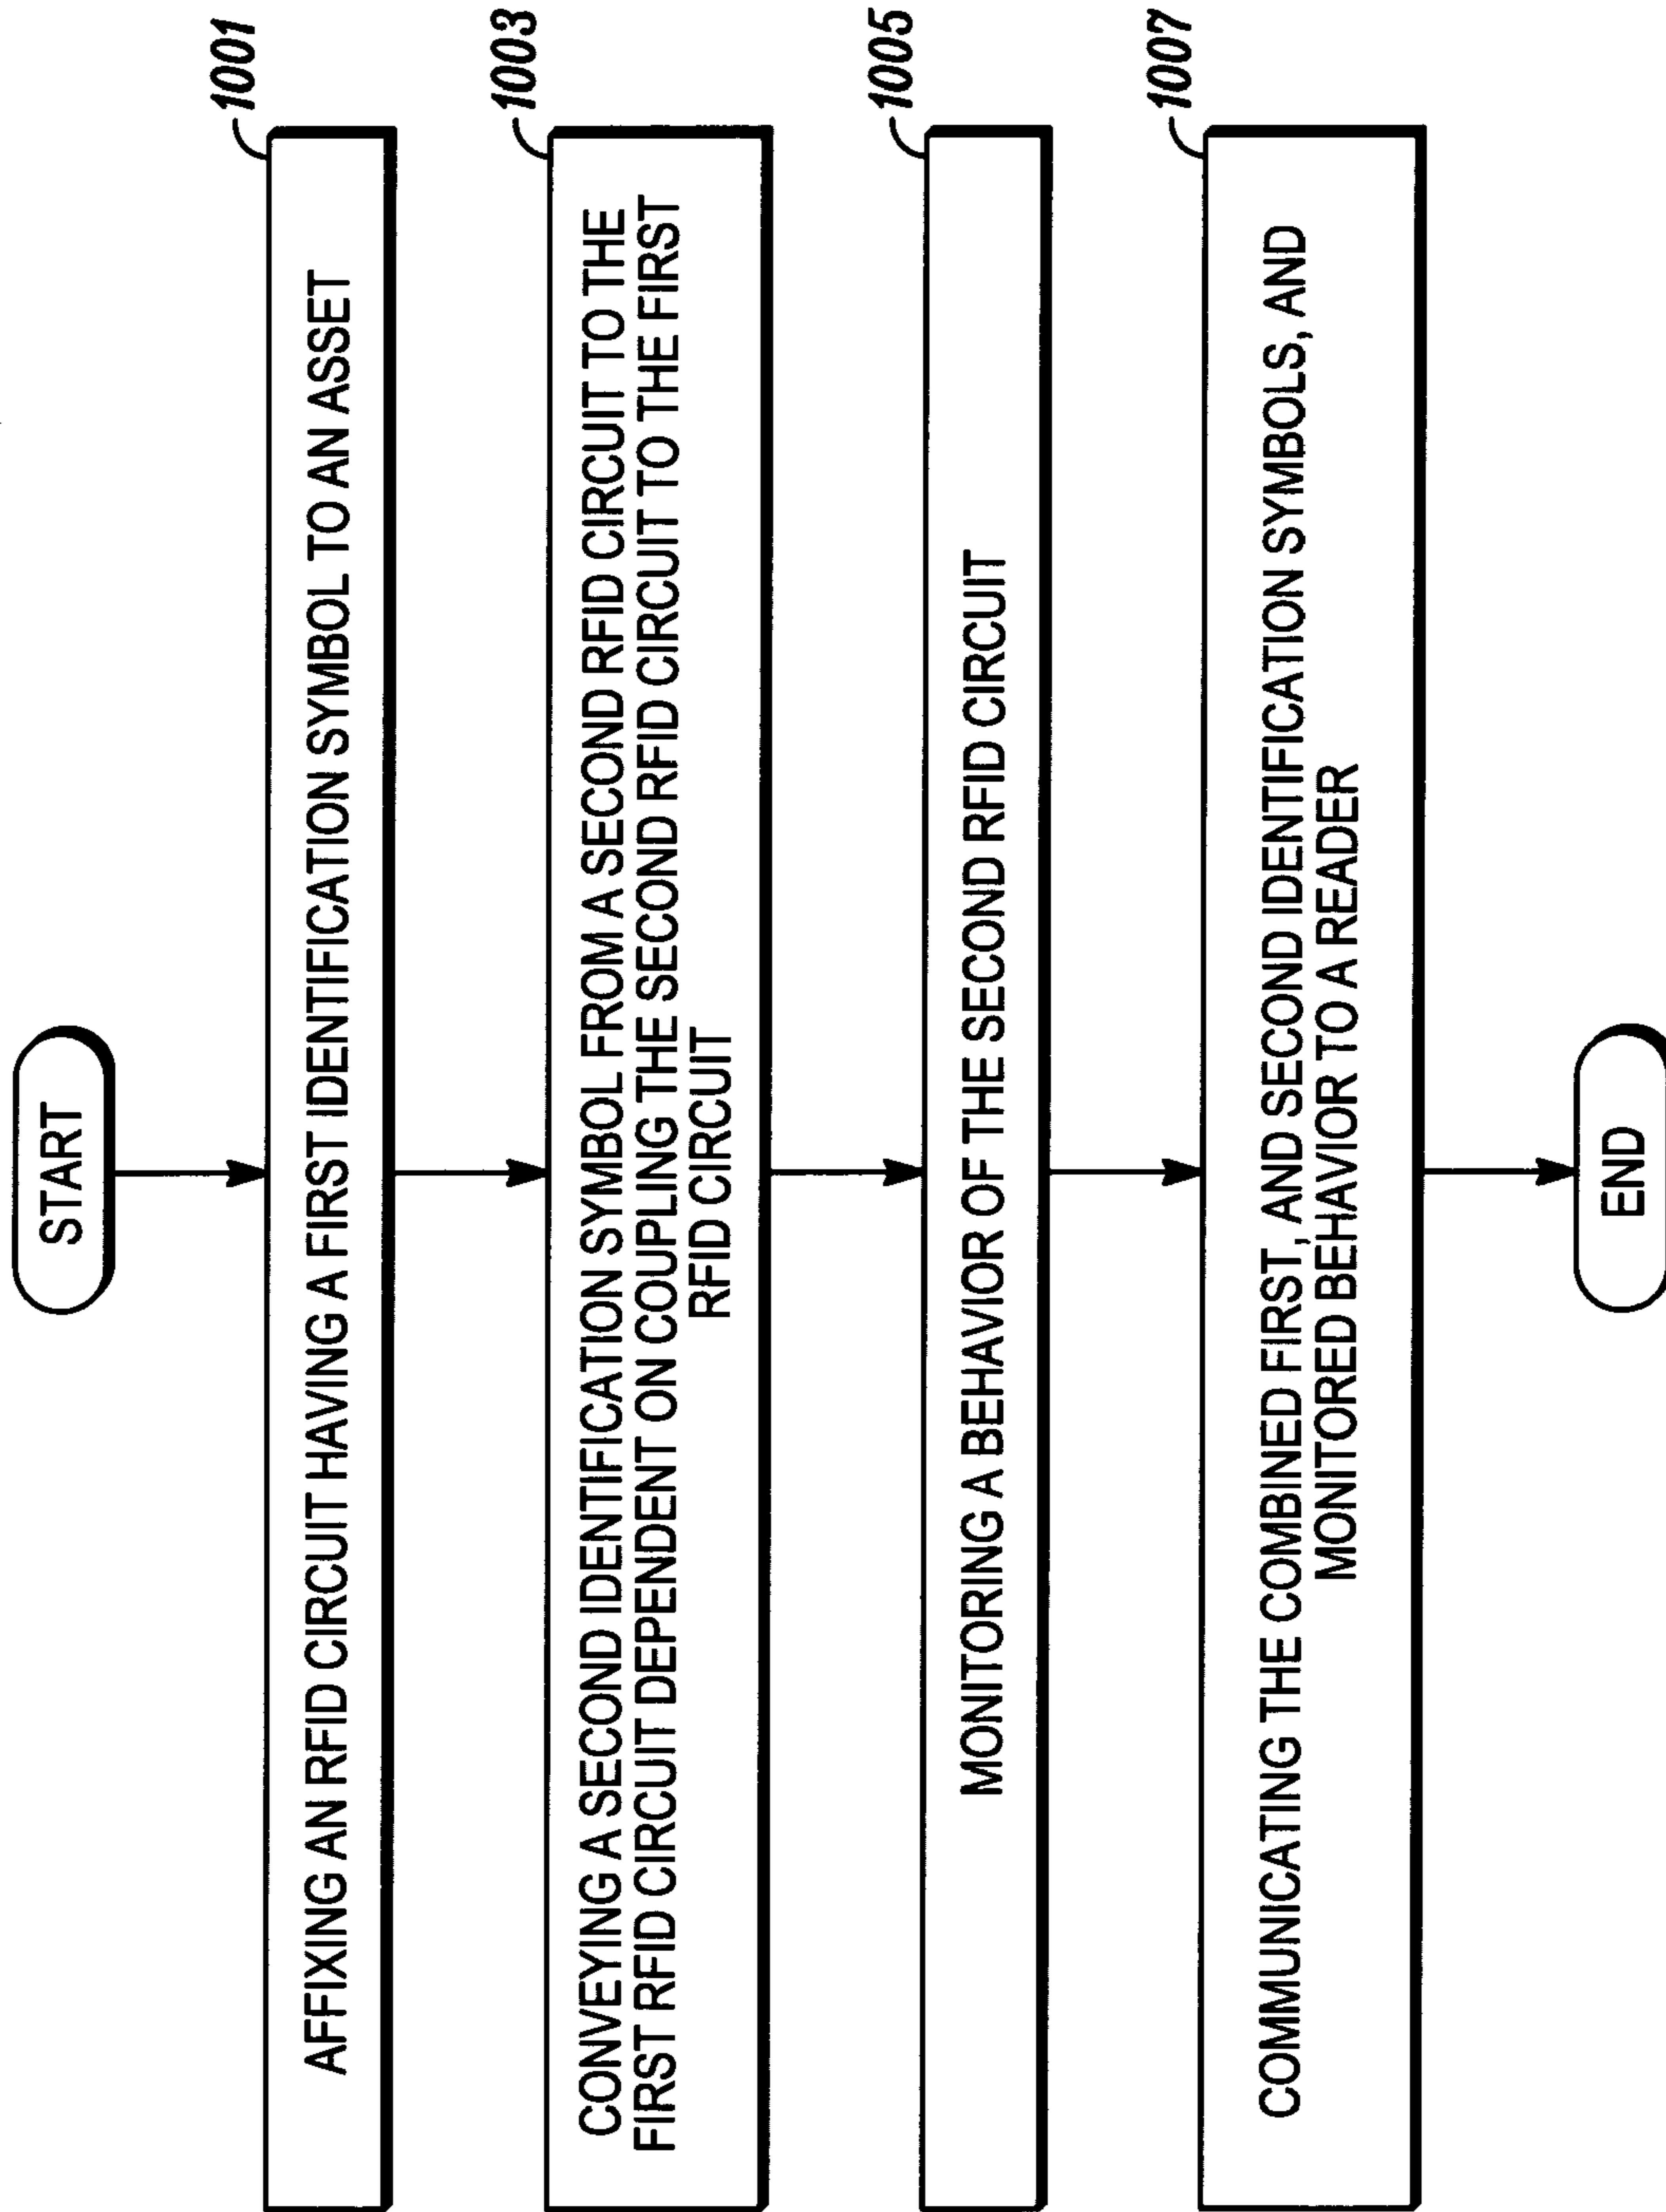 START
1001
AFFIXING AN RFID CIRCUIT HAVING A FIRST IDENTIFICATION SYMBOL TO AN ASSET
1003
CONVEYING A SECOND IDENTIFICATION SYMBOL FROM A SECOND RFID CIRCUIT TO THE
FIRST RFID CIRCUIT DEPENDENT ON COUPLING THE SECOND RFID CIRCUIT TO THE FIRST
RFID CIRCUIT
1005
MONITORING A BEHAVIOR OF THE SECOND RFID CIRCUIT
1007
COMMUNICATING THE COMBINED FIRST, AND SECOND IDENTIFICATION SYMBOLS, AND
MONITORED BEHAVIOR TO A READER
END